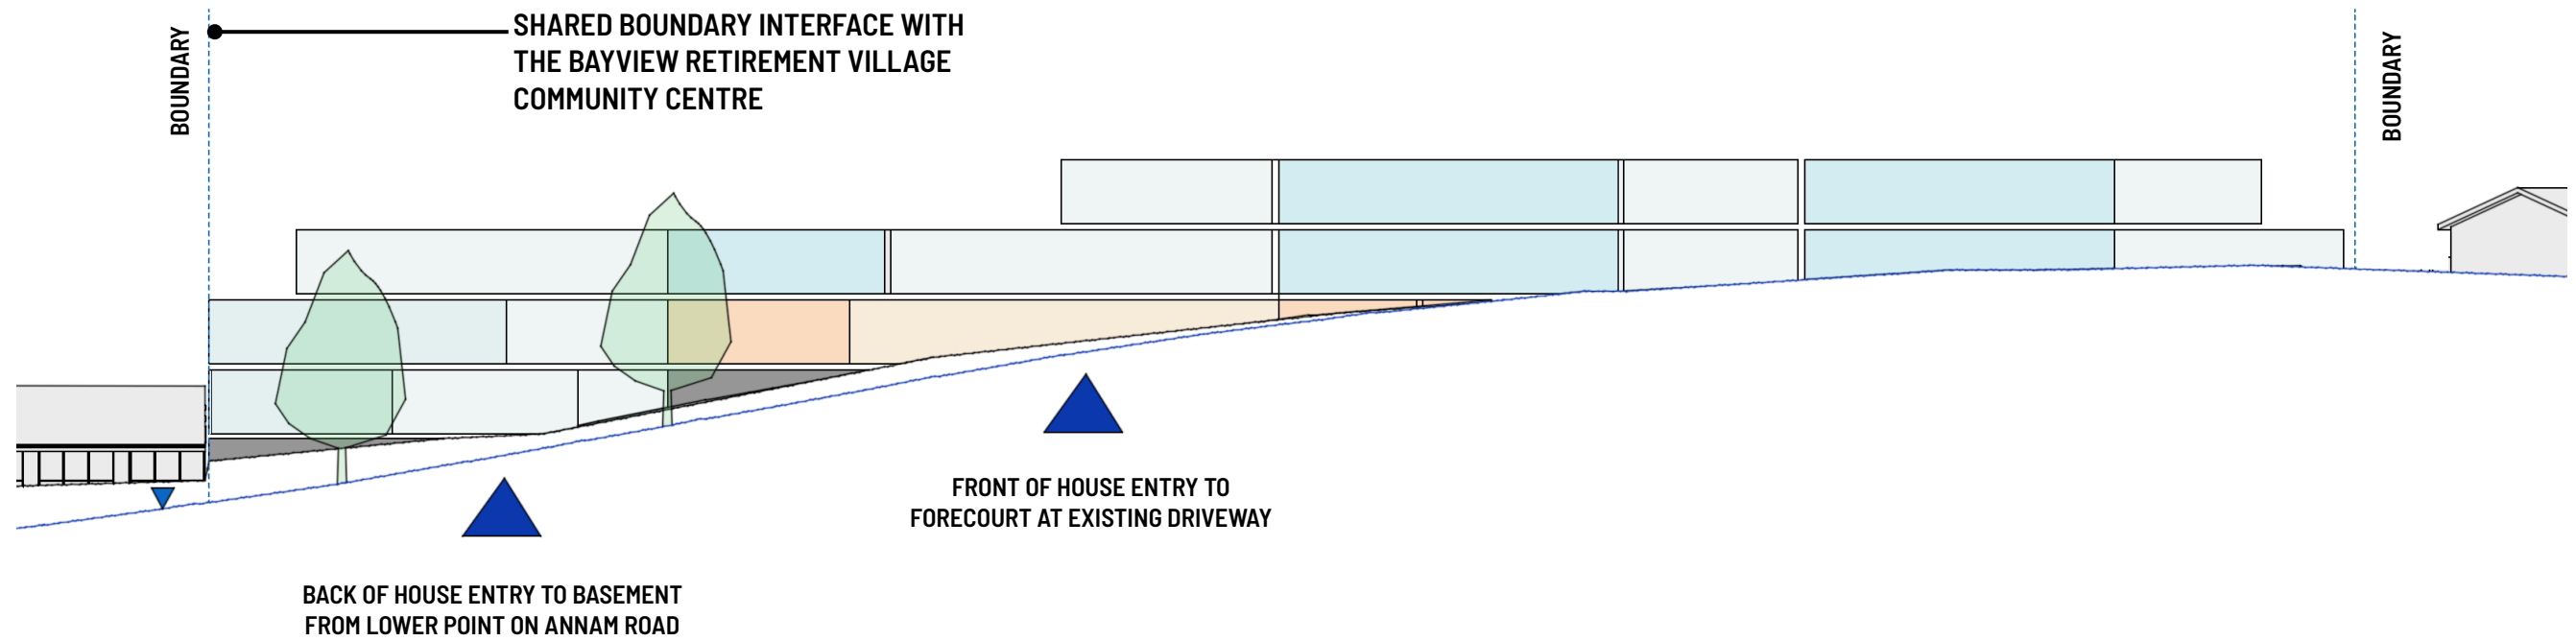 BOUNDARY
SHARED BOUNDARY INTERFACE WITH
THE BAYVIEW RETIREMENT VILLAGE
COMMUNITY CENTRE
BOUNDARY
FRONT OF HOUSE ENTRY TO
FORECOURT AT EXISTING DRIVEWAY
BACK OF HOUSE ENTRY TO BASEMENT
FROM LOWER POINT ON ANNAM ROAD